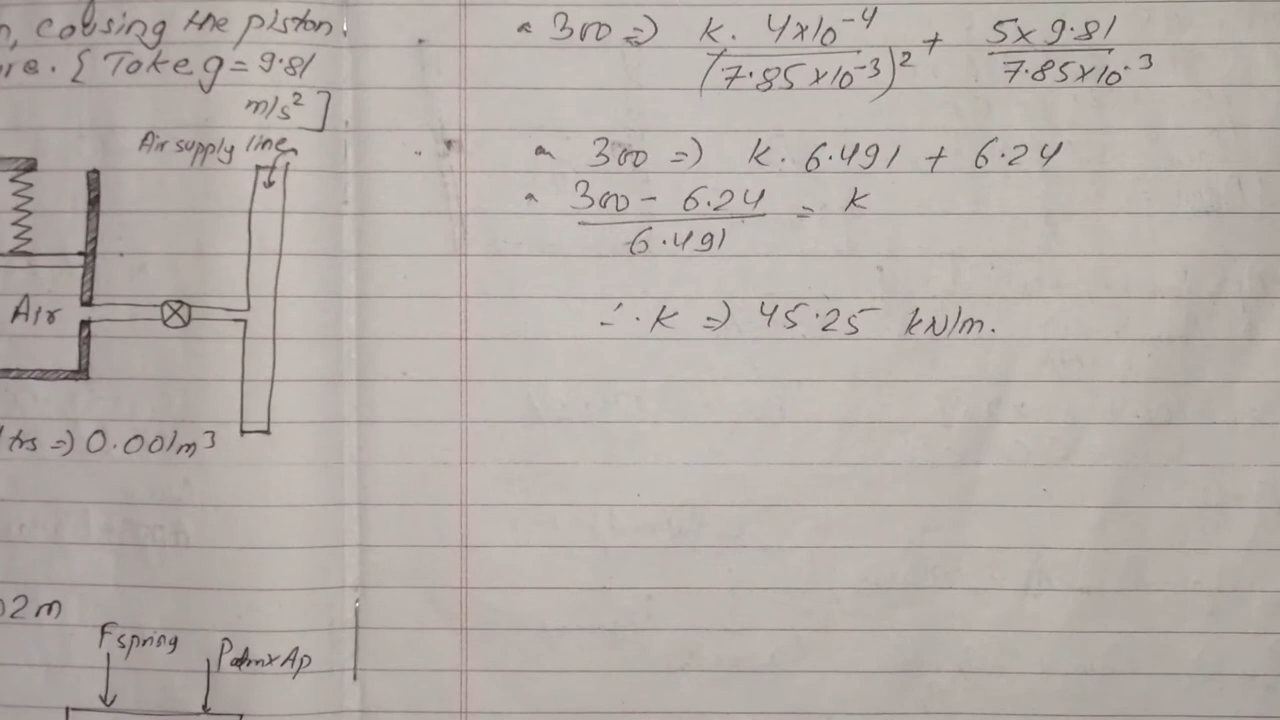 causing the piston
re. { Take g = 9.81
m/s² ]
Air supply line
Air
trs => 0.001m³
02m
Fspring
Patm x Ap
300 => k. 4x10⁻⁴ / (7.85x10⁻³)² + 5x9.81 / 7.85x10⁻³
300 => k. 6.491 + 6.24
300 - 6.24 / 6.491 = k
∴ k => 45.25 kN/m.